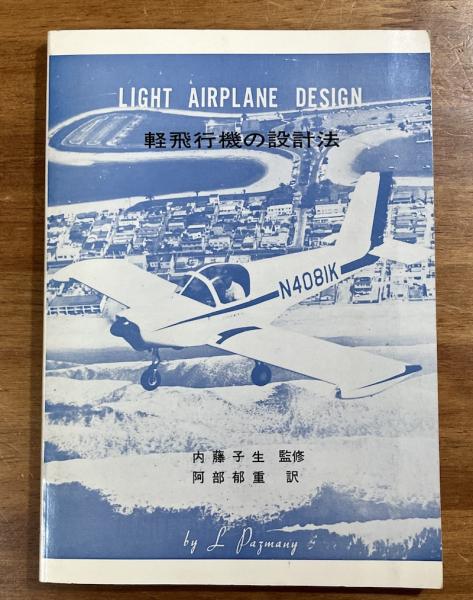 LIGHT AIRPLANE DESIGN
軽飛行機の設計法
N4081K
内藤子生 監修
阿部郁重 訳
by L Pazmany